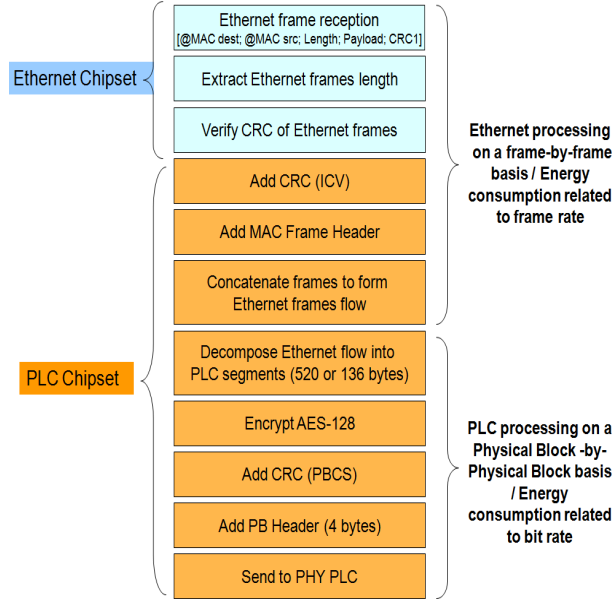 Ethernet frame reception
[@MAC dest; @MAC src; Length; Payload; CRC1]
Ethernet Chipset
Extract Ethernet frames length
Verify CRC of Ethernet frames
Ethernet processing
on a frame-by-frame
basis / Energy
consumption related
to frame rate
Add CRC (ICV)
Add MAC Frame Header
Concatenate frames to form
Ethernet frames flow
PLC Chipset
Decompose Ethernet flow into
PLC segments (520 or 136 bytes)
Encrypt AES-128
Add CRC (PBCS)
Add PB Header (4 bytes)
Send to PHY PLC
PLC processing on a
Physical Block -by-
Physical Block basis
/ Energy
consumption related
to bit rate